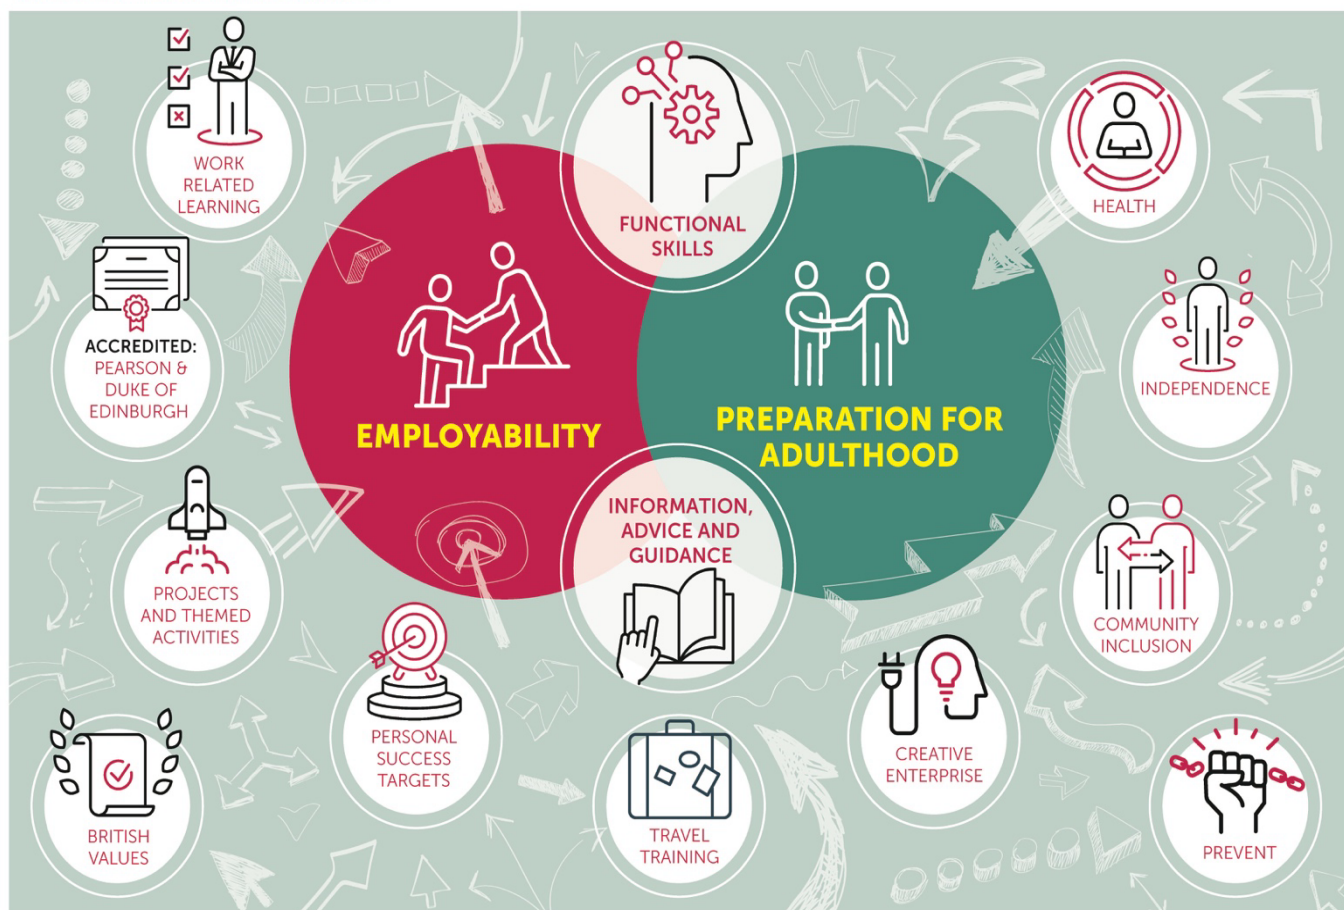 WORK
RELATED
LEARNING
FUNCTIONAL
SKILLS
HEALTH
ACCREDITED:
PEARSON &
DUKE OF
EDINBURGH
EMPLOYABILITY
PREPARATION FOR
ADULTHOOD
INDEPENDENCE
INFORMATION,
ADVICE AND
GUIDANCE
PROJECTS
AND THEMED
ACTIVITIES
COMMUNITY
INCLUSION
PERSONAL
SUCCESS
TARGETS
CREATIVE
ENTERPRISE
BRITISH
VALUES
TRAVEL
TRAINING
PREVENT